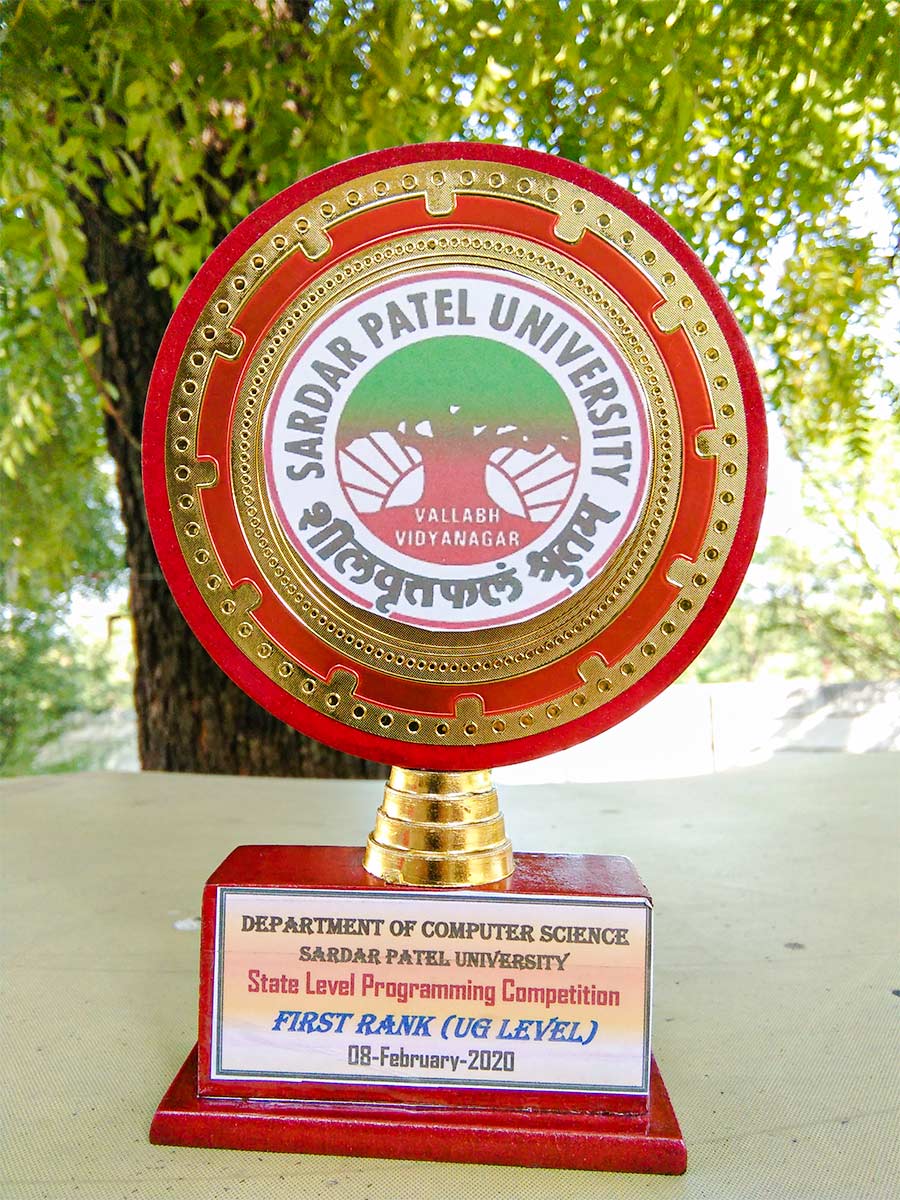 SARDAR PATEL UNIVERSITY
VALLABH
VIDYANAGAR
शीलवृतफलं श्रुतम्
DEPARTMENT OF COMPUTER SCIENCE
SARDAR PATEL UNIVERSITY
State Level Programming Competition
FIRST RANK (UG LEVEL)
08-February-2020